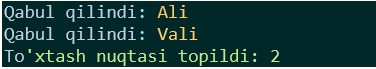 Qabul qilindi: Ali
Qabul qilindi: Vali
To'xtash nuqtasi topildi: 2